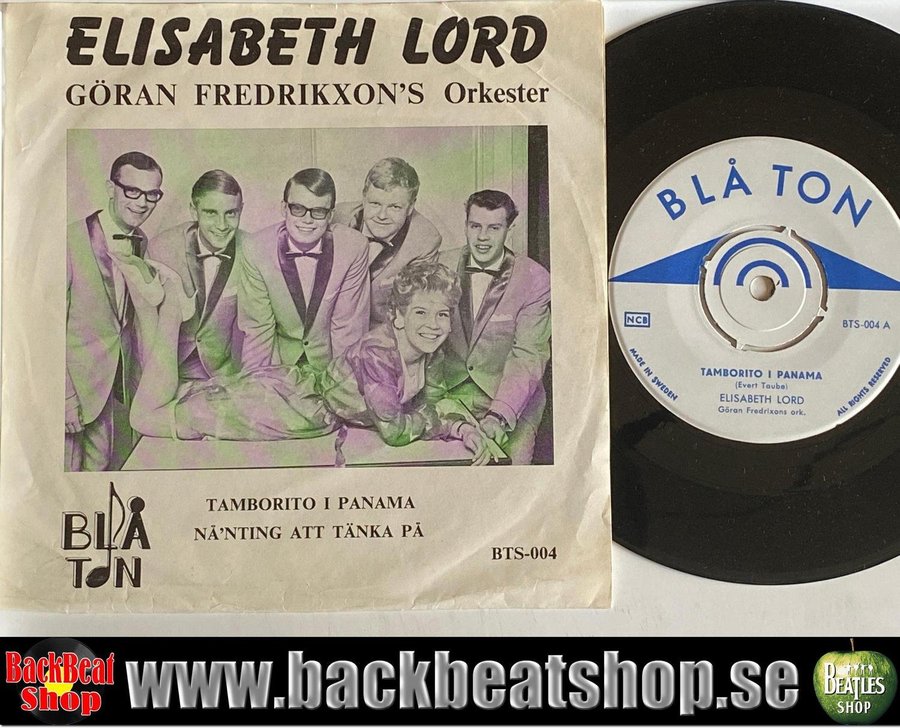 ELISABETH LORD
GÖRAN FREDRIKXON'S Orkester
BLÅ
TON
TAMBORITO I PANAMA
NÅ'NTING ATT TÄNKA PÅ
BTS-004
BLÅ TON
NCB
BTS-004 A
MADE IN SWEDEN
ALL RIGHTS RESERVED
TAMBORITO I PANAMA
(Evert Taube)
ELISABETH LORD
Göran Fredrixons ork.
BackBeat
Shop
www.backbeatshop.se
BEATLES
SHOP